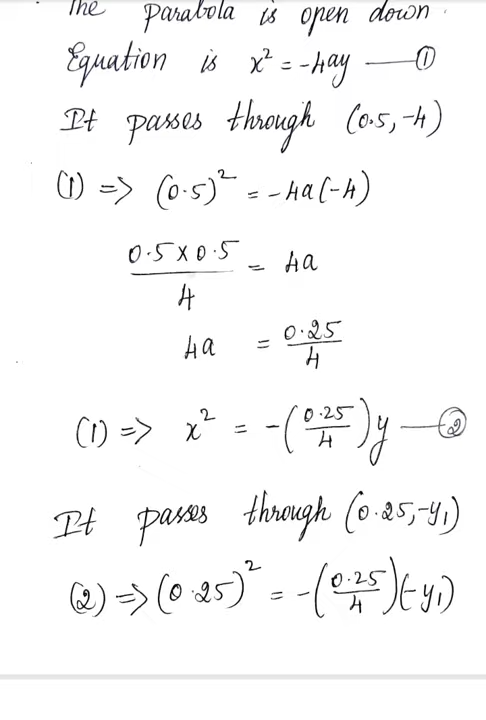 The parabola is open down.
Equation is x² = -4ay —— ①
It passes through (0.5, -4)
(1) => (0.5)² = -4a(-4)
0.5 x 0.5 / 4 = 4a
4a = 0.25 / 4
(1) => x² = -(0.25/4)y —— ②
It passes through (0.25, -y₁)
(2) => (0.25)² = -(0.25/4)(-y₁)